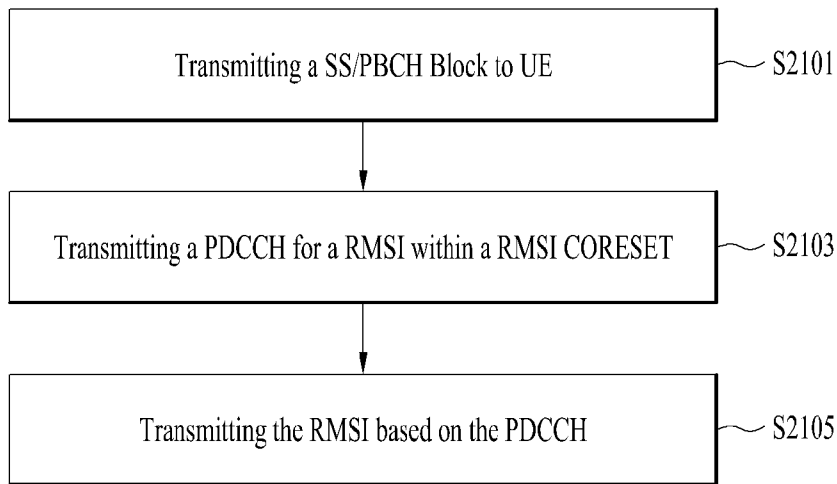 Transmitting a SS/PBCH Block to UE
S2101
Transmitting a PDCCH for a RMSI within a RMSI CORESET
S2103
Transmitting the RMSI based on the PDCCH
S2105